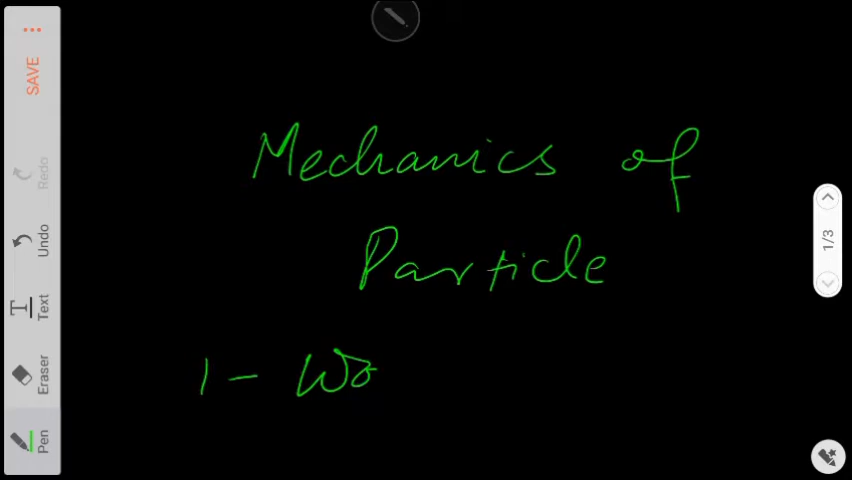 Mechanics of
Particle
1 - Wo
SAVE
Redo
Undo
Text
Eraser
Pen
1/3